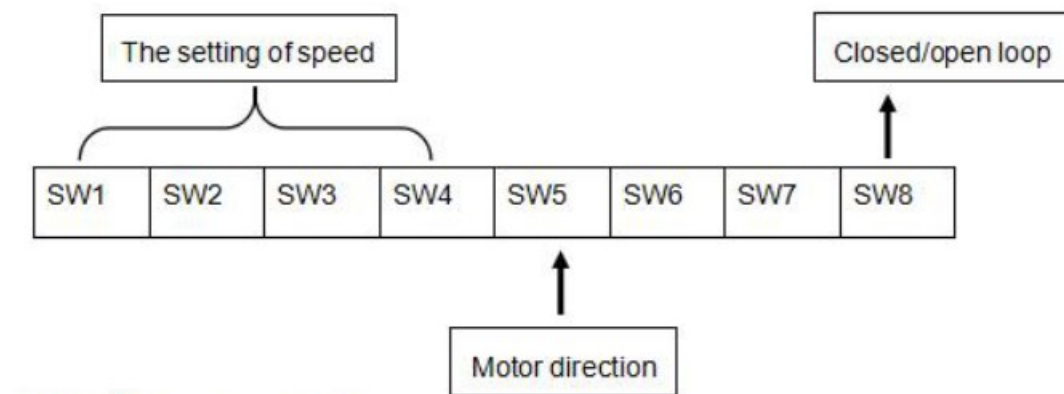 The setting of speed
Closed/open loop
SW1 SW2 SW3 SW4 SW5 SW6 SW7 SW8
Motor direction